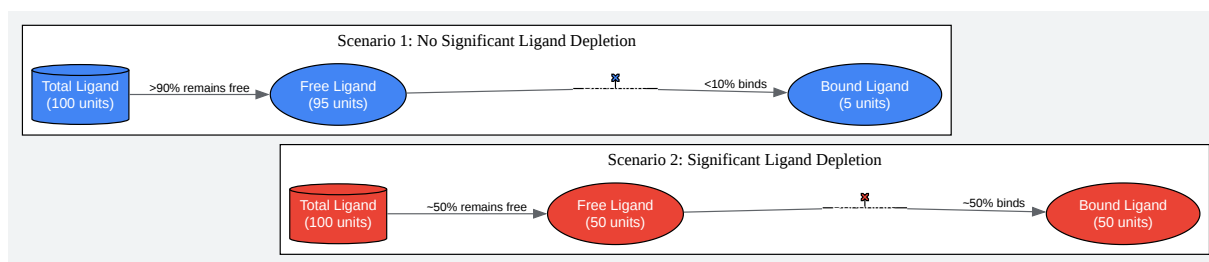 Scenario 1: No Significant Ligand Depletion
Total Ligand
(100 units)
>90% remains free
Free Ligand
(95 units)
<10% binds
Bound Ligand
(5 units)
Scenario 2: Significant Ligand Depletion
Total Ligand
(100 units)
~50% remains free
Free Ligand
(50 units)
~50% binds
Bound Ligand
(50 units)